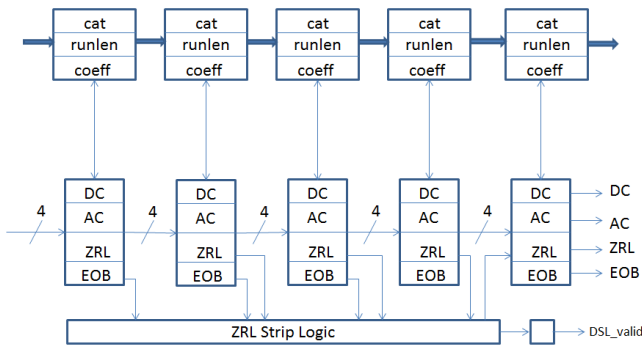 cat cat cat cat cat
runlen runlen runlen runlen runlen
coeff coeff coeff coeff coeff
DC DC DC DC DC DC
4 4 4 4 4
AC AC AC AC AC AC
ZRL ZRL ZRL ZRL ZRL ZRL
EOB EOB EOB EOB EOB EOB
ZRL Strip Logic DSL_valid